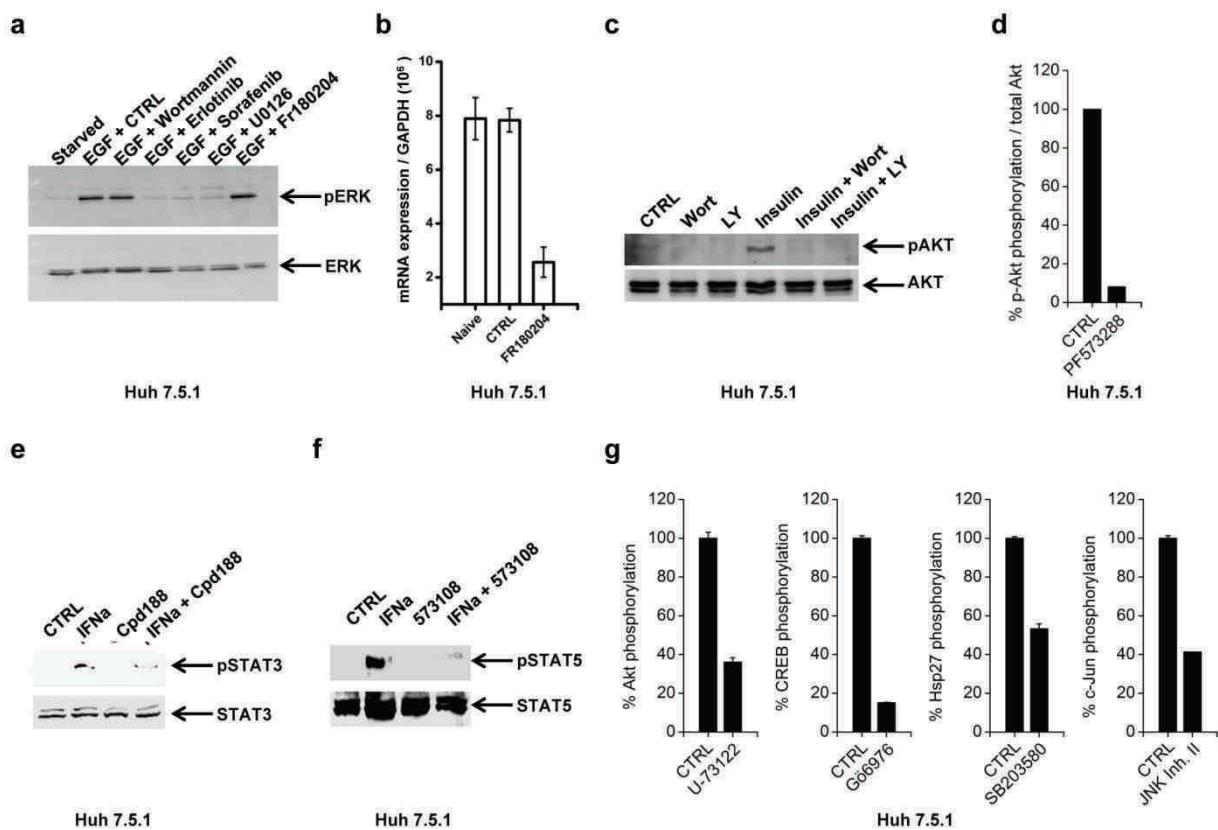 a
Starved
EGF + CTRL
EGF + Wortmannin
EGF + Erlotinib
EGF + Sorafenib
EGF + U0126
EGF + Fr180204
pERK
ERK
Huh 7.5.1
b
mRNA expression / GAPDH (10⁶)
10
8
6
4
2
Naive
CTRL
FR180204
Huh 7.5.1
c
CTRL
Wort
LY
Insulin
Insulin + Wort
Insulin + LY
pAKT
AKT
Huh 7.5.1
d
% p-Akt phosphorylation / total Akt
120
100
80
60
40
20
0
CTRL
PF573288
Huh 7.5.1
e
CTRL
IFNa
Cpd188
IFNa + Cpd188
pSTAT3
STAT3
Huh 7.5.1
f
CTRL
IFNa
573108
IFNa + 573108
pSTAT5
STAT5
Huh 7.5.1
g
% Akt phosphorylation
120
100
80
60
40
20
0
CTRL
U-73122
% CREB phosphorylation
120
100
80
60
40
20
0
CTRL
Gö6976
% Hsp27 phosphorylation
120
100
80
60
40
20
0
CTRL
SB203580
% c-Jun phosphorylation
120
100
80
60
40
20
0
CTRL
JNK Inh. II
Huh 7.5.1